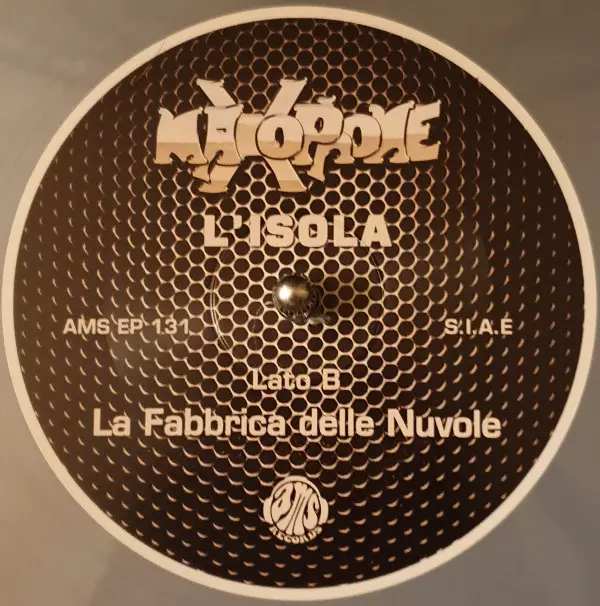 MAXOPHONE
L'ISOLA
AMS EP 131
S.I.A.E
Lato B
La Fabbrica delle Nuvole
AMS
RECORDS